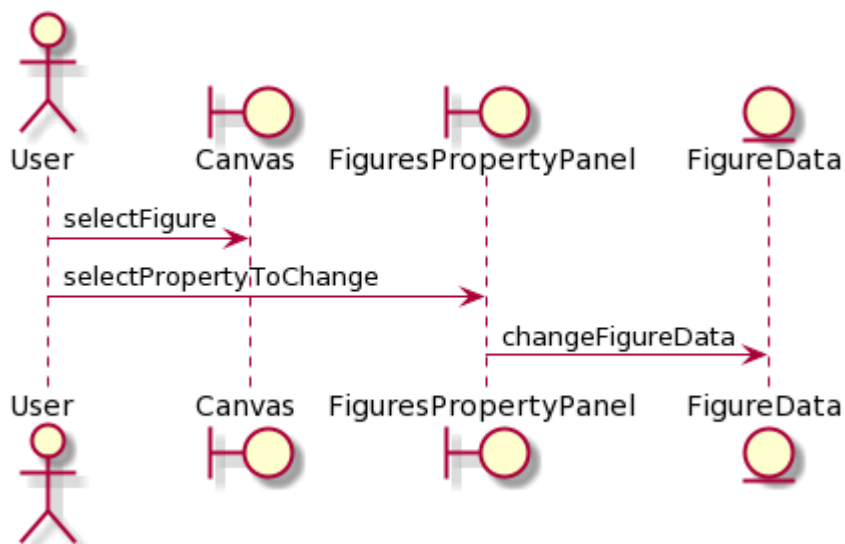 User Canvas FiguresPropertyPanel FigureData
selectFigure
selectPropertyToChange
changeFigureData
User Canvas FiguresPropertyPanel FigureData